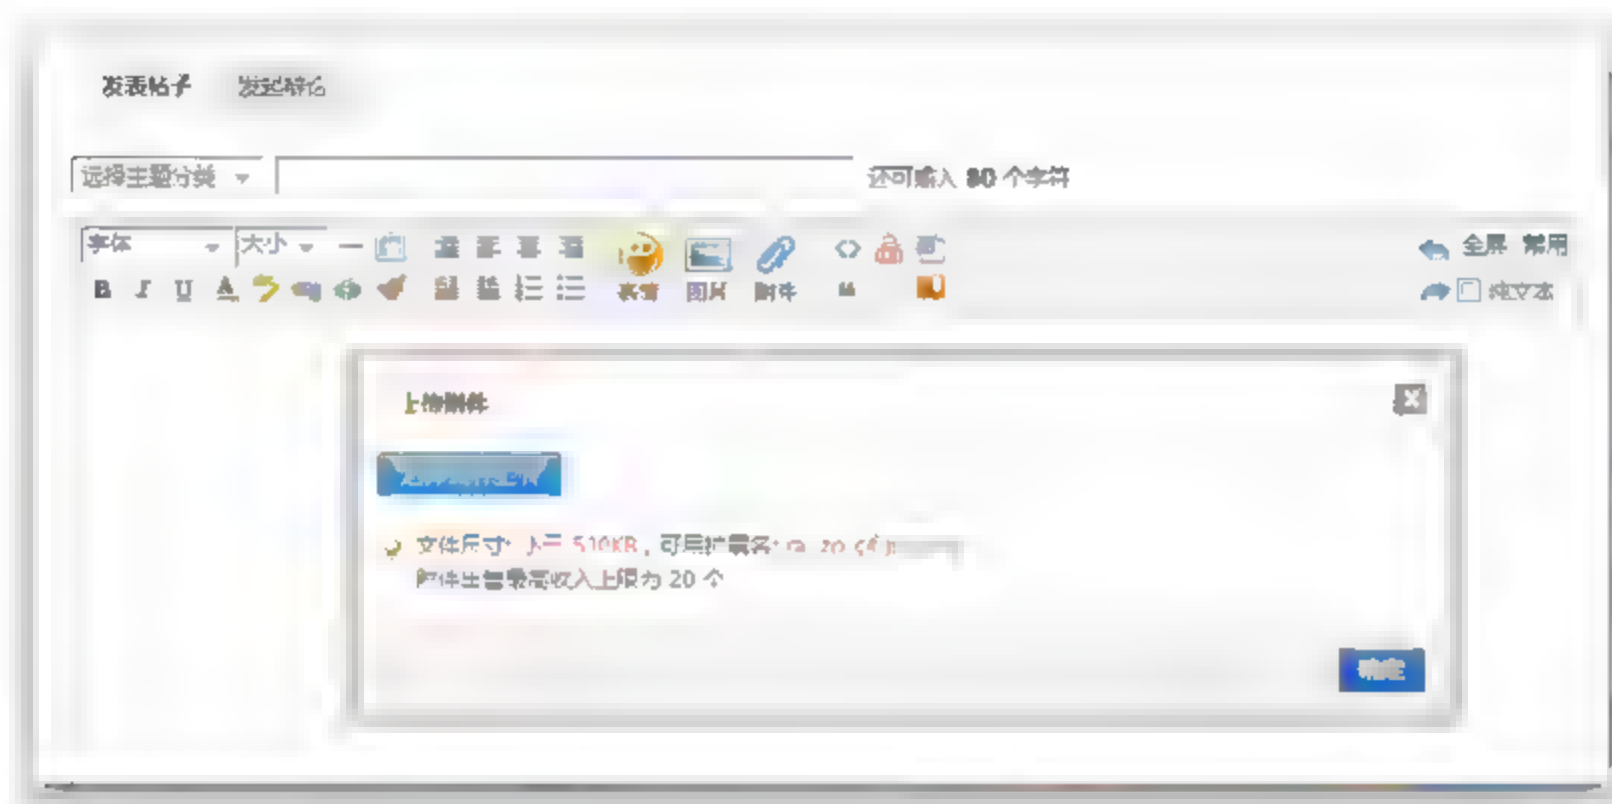 发表帖子 发起辩论
选择主题分类
还可输入 80 个字符
字体 大小 全屏 常用
B I U A 表情 图片 附件 纯文本
上传附件
文件尺寸: 小于 510KB, 可用扩展名:
附件出售最高收入上限为 20 个
确定